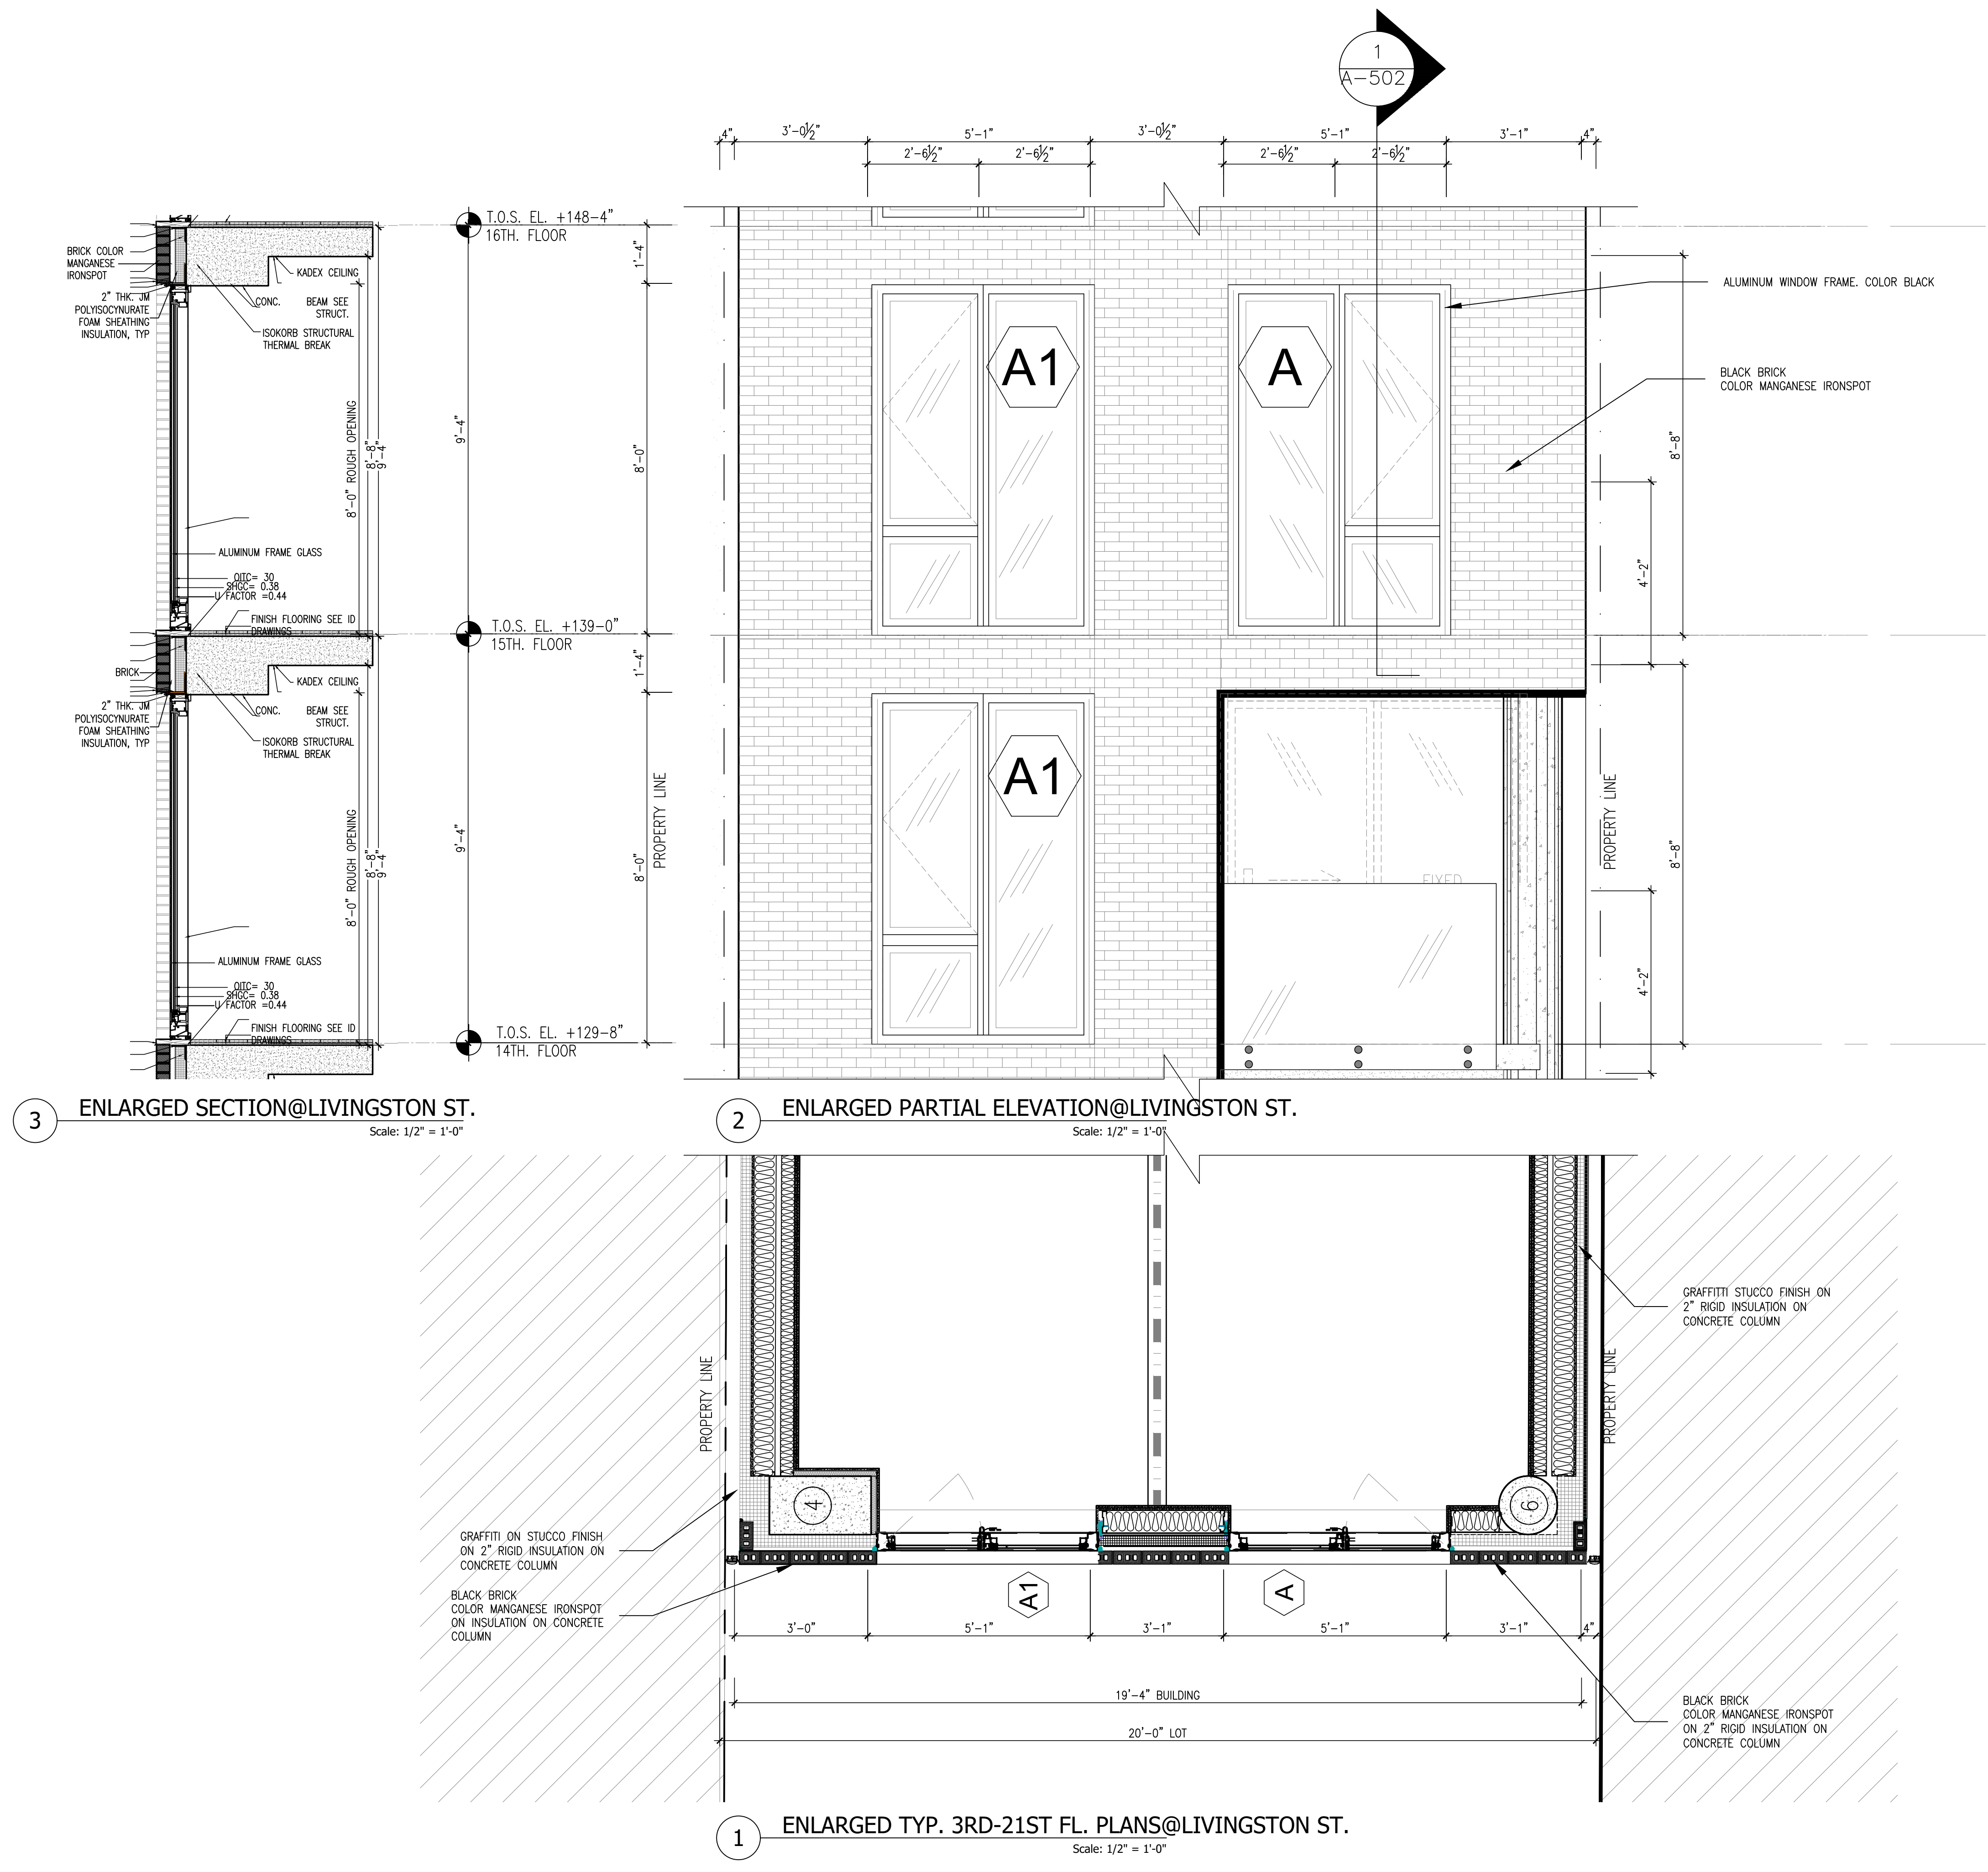 1
A-502
4"
3'-0½"
5'-1"
3'-0½"
5'-1"
3'-1"
4"
2'-6½"
2'-6½"
2'-6½"
2'-6½"
T.O.S. EL. +148-4"
16TH. FLOOR
BRICK COLOR
MANGANESE
IRONSPOT
KADEX CEILING
2" THK. JM
POLYISOCYNURATE
FOAM SHEATHING
INSULATION, TYP
CONC. BEAM SEE
STRUCT.
ISOKORB STRUCTURAL
THERMAL BREAK
1'-4"
ALUMINUM WINDOW FRAME. COLOR BLACK
A1
A
BLACK BRICK
COLOR MANGANESE IRONSPOT
8'-0" ROUGH OPENING
8'-8"
9'-4"
9'-4"
8'-0"
8'-8"
4'-2"
ALUMINUM FRAME GLASS
OITC= 30
SHGC= 0.38
U FACTOR =0.44
FINISH FLOORING SEE ID
DRAWINGS
T.O.S. EL. +139-0"
15TH. FLOOR
BRICK
KADEX CEILING
2" THK. JM
POLYISOCYNURATE
FOAM SHEATHING
INSULATION, TYP
CONC. BEAM SEE
STRUCT.
ISOKORB STRUCTURAL
THERMAL BREAK
1'-4"
A1
PROPERTY LINE
PROPERTY LINE
8'-0" ROUGH OPENING
8'-8"
9'-4"
9'-4"
8'-0"
8'-8"
4'-2"
FIXED
ALUMINUM FRAME GLASS
OITC= 30
SHGC= 0.38
U FACTOR =0.44
FINISH FLOORING SEE ID
DRAWINGS
T.O.S. EL. +129-8"
14TH. FLOOR
3
ENLARGED SECTION@LIVINGSTON ST.
Scale: 1/2" = 1'-0"
2
ENLARGED PARTIAL ELEVATION@LIVINGSTON ST.
Scale: 1/2" = 1'-0"
GRAFFITTI STUCCO FINISH ON
2" RIGID INSULATION ON
CONCRETE COLUMN
PROPERTY LINE
PROPERTY LINE
4
6
GRAFFITI ON STUCCO FINISH
ON 2" RIGID INSULATION ON
CONCRETE COLUMN
BLACK BRICK
COLOR MANGANESE IRONSPOT
ON INSULATION ON CONCRETE
COLUMN
A1
A
3'-0"
5'-1"
3'-1"
5'-1"
3'-1"
4"
19'-4" BUILDING
20'-0" LOT
BLACK BRICK
COLOR MANGANESE IRONSPOT
ON 2" RIGID INSULATION ON
CONCRETE COLUMN
1
ENLARGED TYP. 3RD-21ST FL. PLANS@LIVINGSTON ST.
Scale: 1/2" = 1'-0"